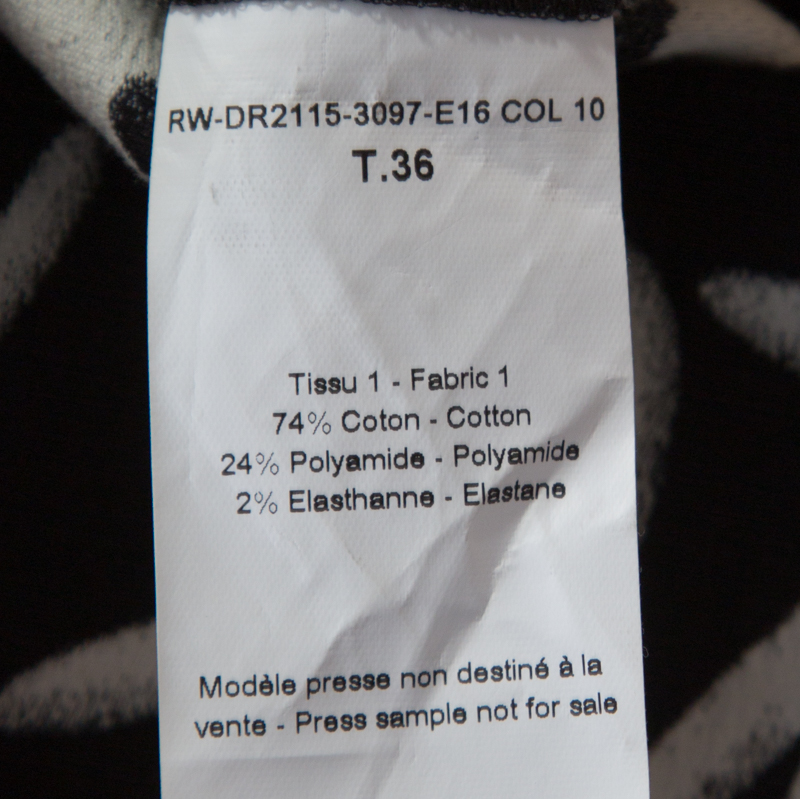 RW-DR2115-3097-E16 COL 10
T.36
Tissu 1 - Fabric 1
74% Coton - Cotton
24% Polyamide - Polyamide
2% Elasthanne - Elastane
Modèle presse non destiné à la
vente - Press sample not for sale